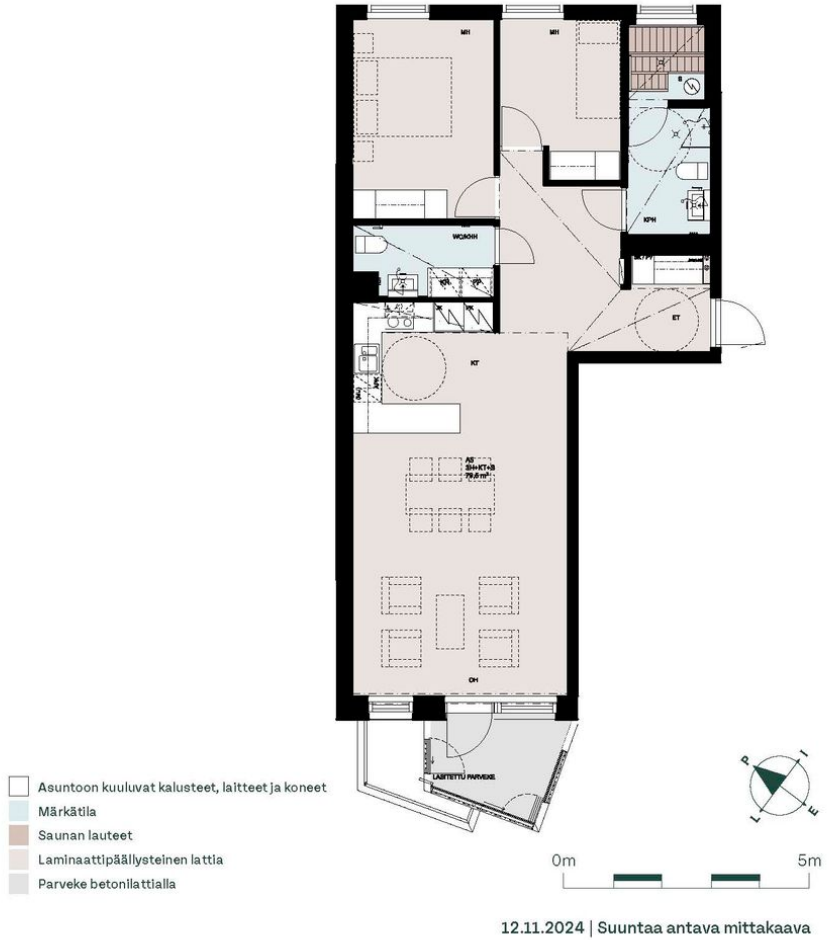 MH
MH
S
KPH
WC/KHH
KT
ET
AS
3H+KT+S
79,5 m²
OH
LASITETTU PARVEKE
Asuntoon kuuluvat kalusteet, laitteet ja koneet
Märkätila
Saunan lauteet
Laminaattipäällysteinen lattia
Parveke betonilattialla
P
I
L
E
0m
5m
12.11.2024 | Suuntaa antava mittakaava